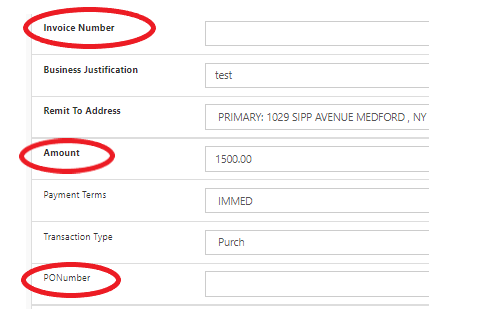 Invoice Number
Business Justification test
Remit To Address PRIMARY: 1029 SIPP AVENUE MEDFORD , NY
Amount 1500.00
Payment Terms IMMED
Transaction Type Purch
PONumber